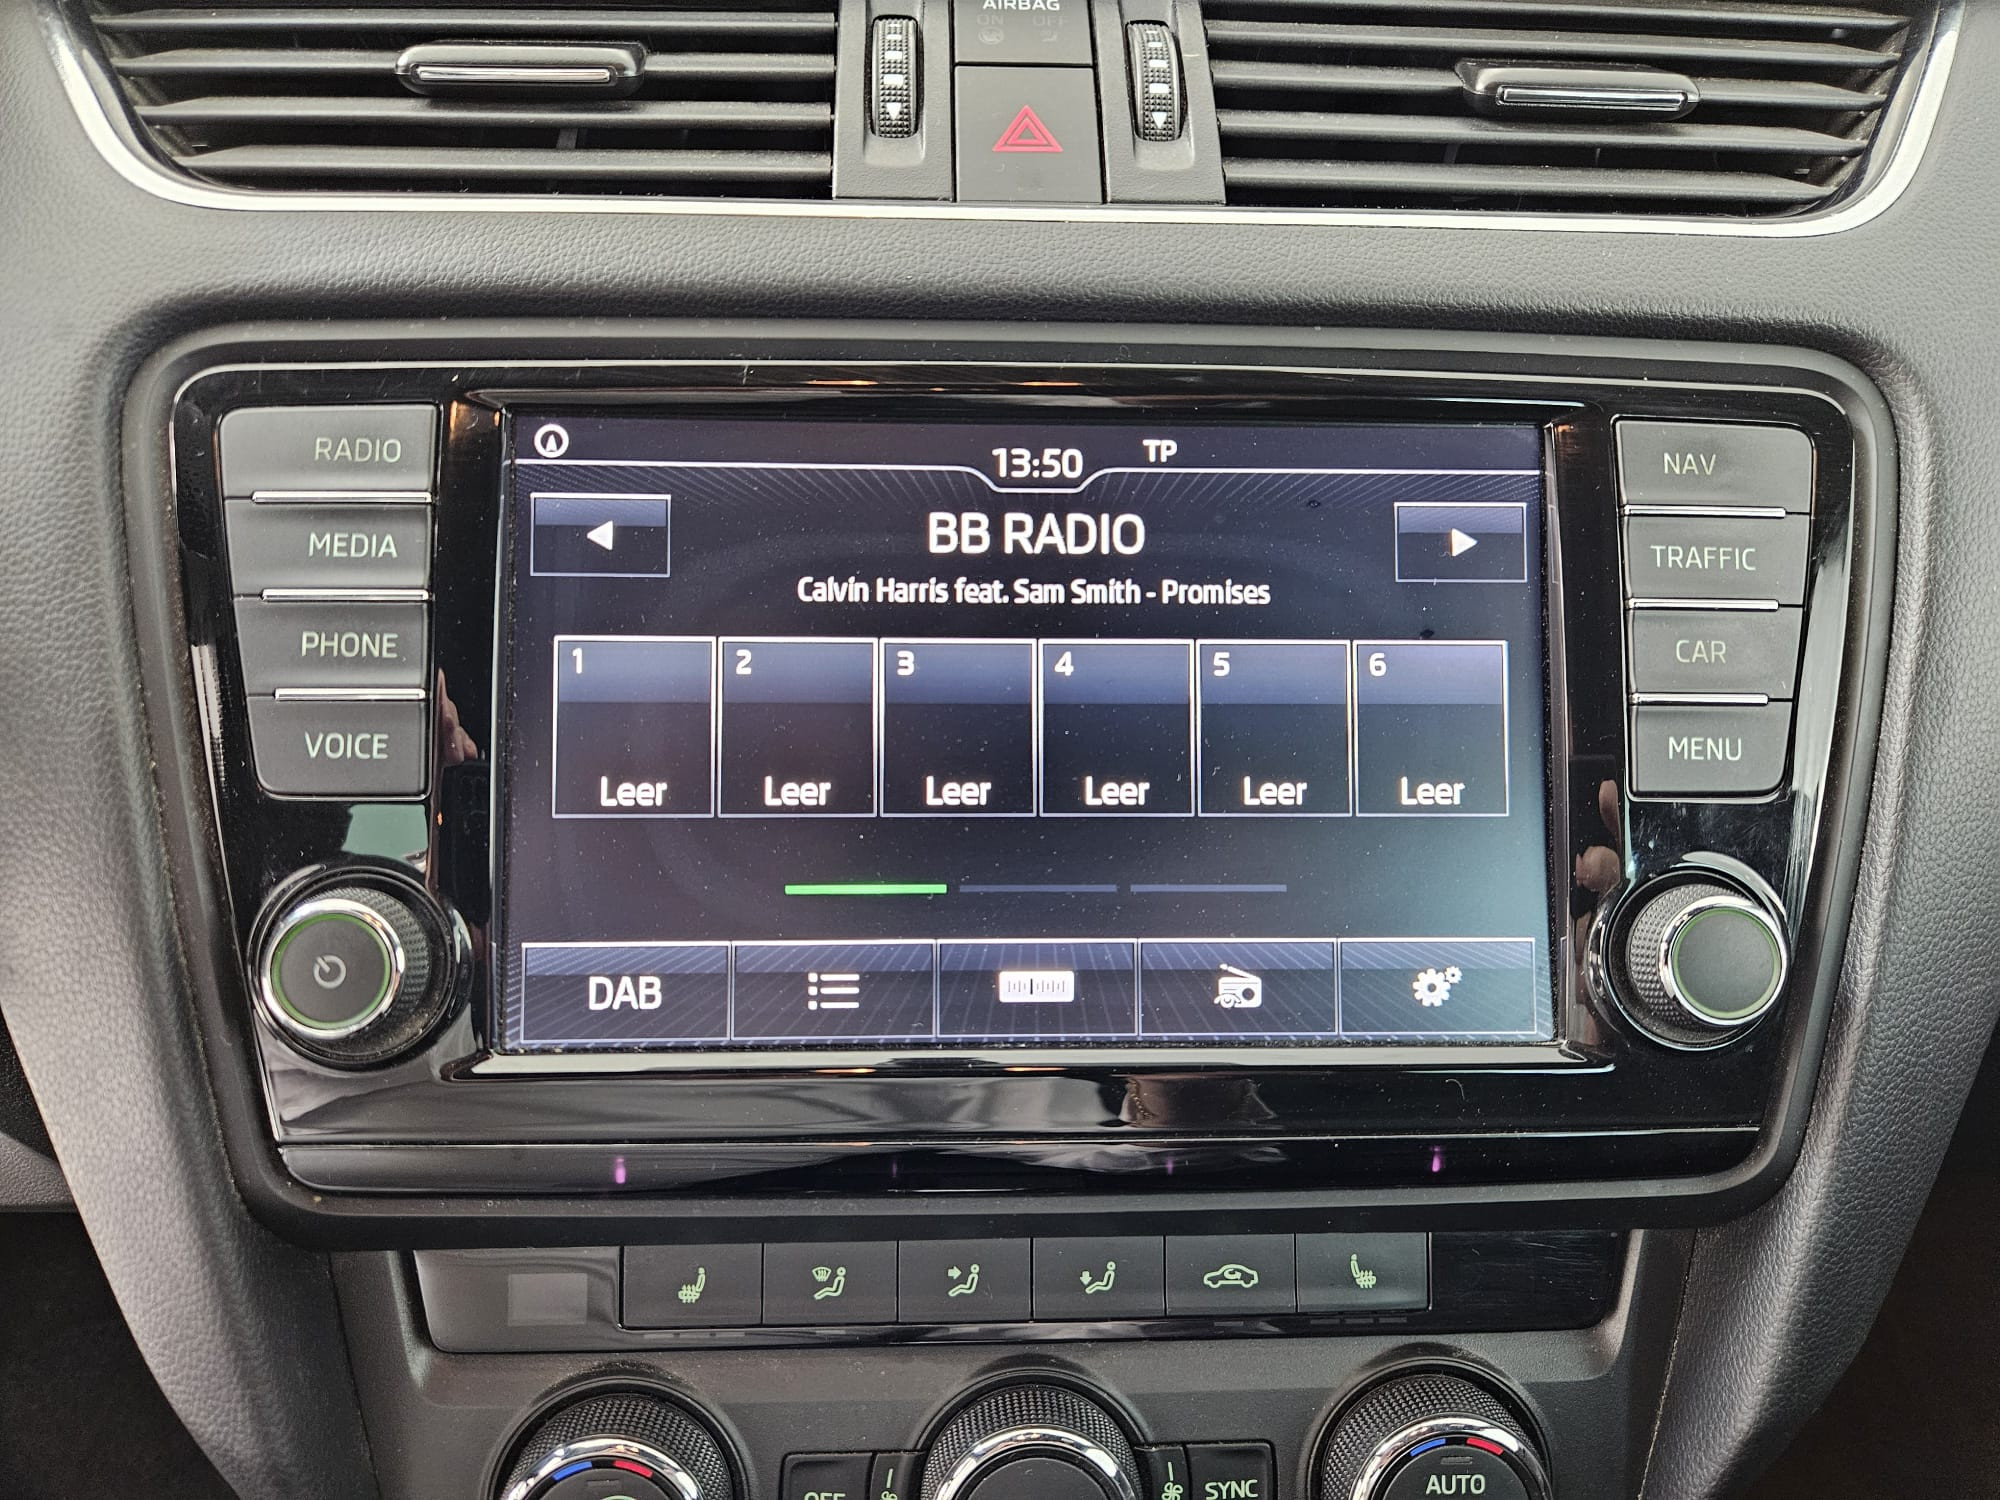 AIRBAG
ON OFF
RADIO
MEDIA
PHONE
VOICE
13:50
TP
BB RADIO
Calvin Harris feat. Sam Smith - Promises
1
2
3
4
5
6
Leer
Leer
Leer
Leer
Leer
Leer
DAB
NAV
TRAFFIC
CAR
MENU
OFF
SYNC
AUTO